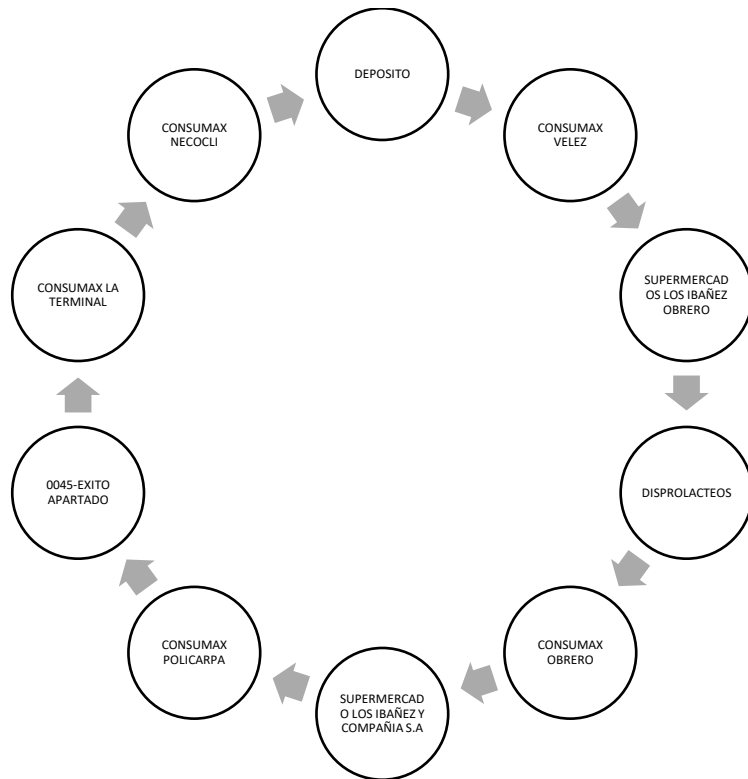 DEPOSITO
CONSUMAX
VELEZ
SUPERMERCAD
OS LOS IBAÑEZ
OBRERO
DISPROLACTEOS
CONSUMAX
OBRERO
SUPERMERCAD
O LOS IBAÑEZ Y
COMPAÑIA S.A
CONSUMAX
POLICARPA
0045-EXITO
APARTADO
CONSUMAX LA
TERMINAL
CONSUMAX
NECOCLI